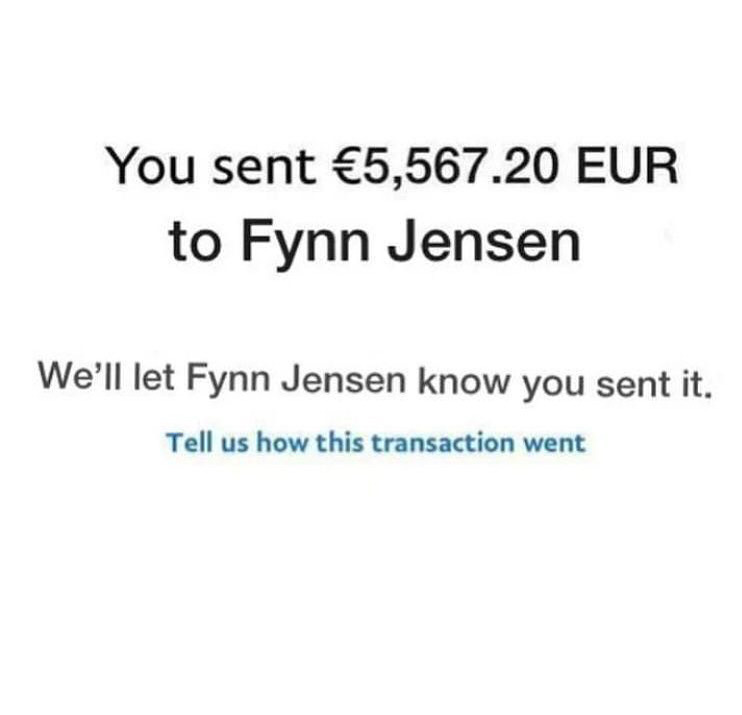 You sent €5,567.20 EUR
to Fynn Jensen
We'll let Fynn Jensen know you sent it.
Tell us how this transaction went